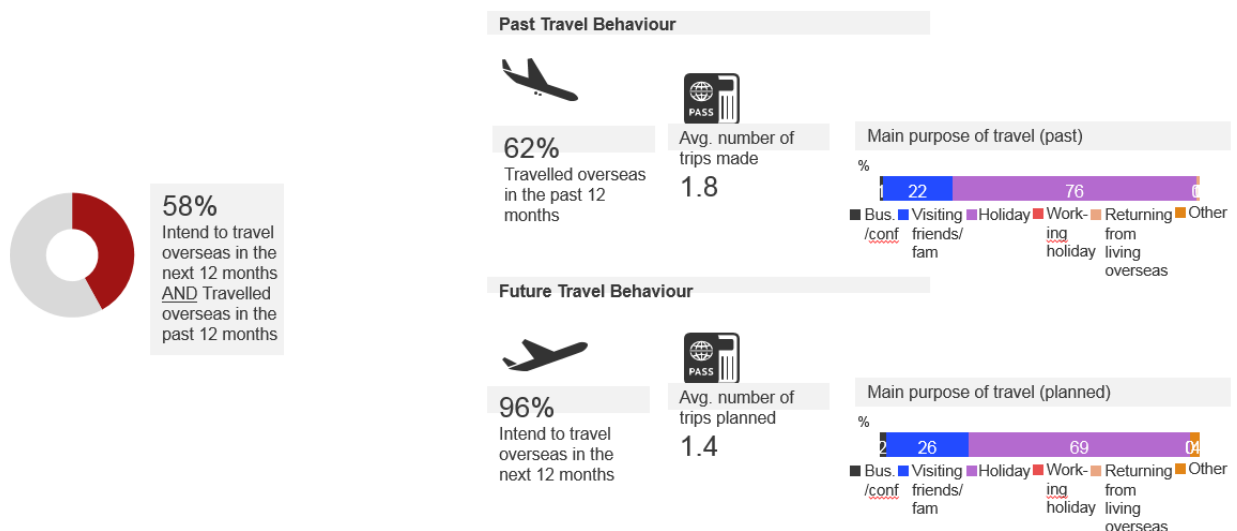 58%
Intend to travel
overseas in the
next 12 months
AND Travelled
overseas in the
past 12 months
Past Travel Behaviour
PASS
62%
Travelled overseas
in the past 12
months
Avg. number of
trips made
1.8
Main purpose of travel (past)
%
1 22 76
Bus. /conf
Visiting friends/ fam
Holiday
Work- ing holiday
Returning from living overseas
Other
Future Travel Behaviour
PASS
96%
Intend to travel
overseas in the
next 12 months
Avg. number of
trips planned
1.4
Main purpose of travel (planned)
%
2 26 69 0 4
Bus. /conf
Visiting friends/ fam
Holiday
Work- ing holiday
Returning from living overseas
Other